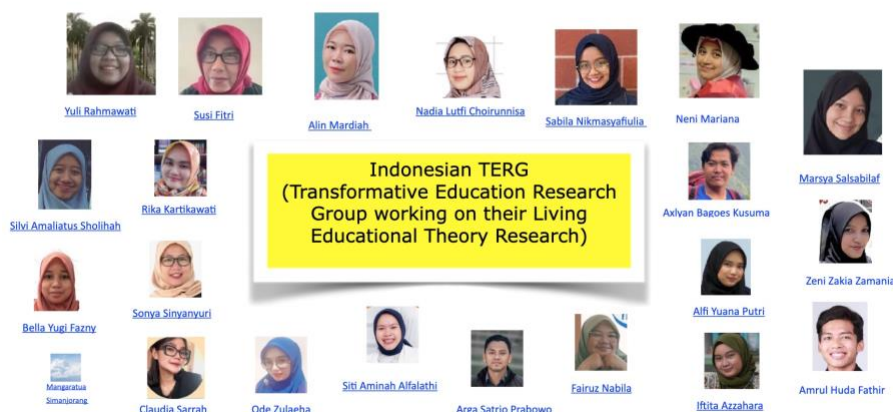 Yuli Rahmawati
Susi Fitri
Alin Mardiah
Nadia Lutfi Choirunnisa
Sabila Nikmasyafiulia
Neni Mariana
Marsya Salsabilaf
Silvi Amaliatus Sholihah
Rika Kartikawati
Indonesian TERG
(Transformative Education Research
Group working on their Living
Educational Theory Research)
Axlyan Bagoes Kusuma
Zeni Zakia Zamania
Bella Yugi Fazny
Sonya Sinyanyuri
Alfi Yuana Putri
Mangaratua
Simanjorang
Claudia Sarrah
Ode Zulaeha
Siti Aminah Alfalathi
Arga Satrio Prabowo
Fairuz Nabila
Iftita Azzahara
Amrul Huda Fathir